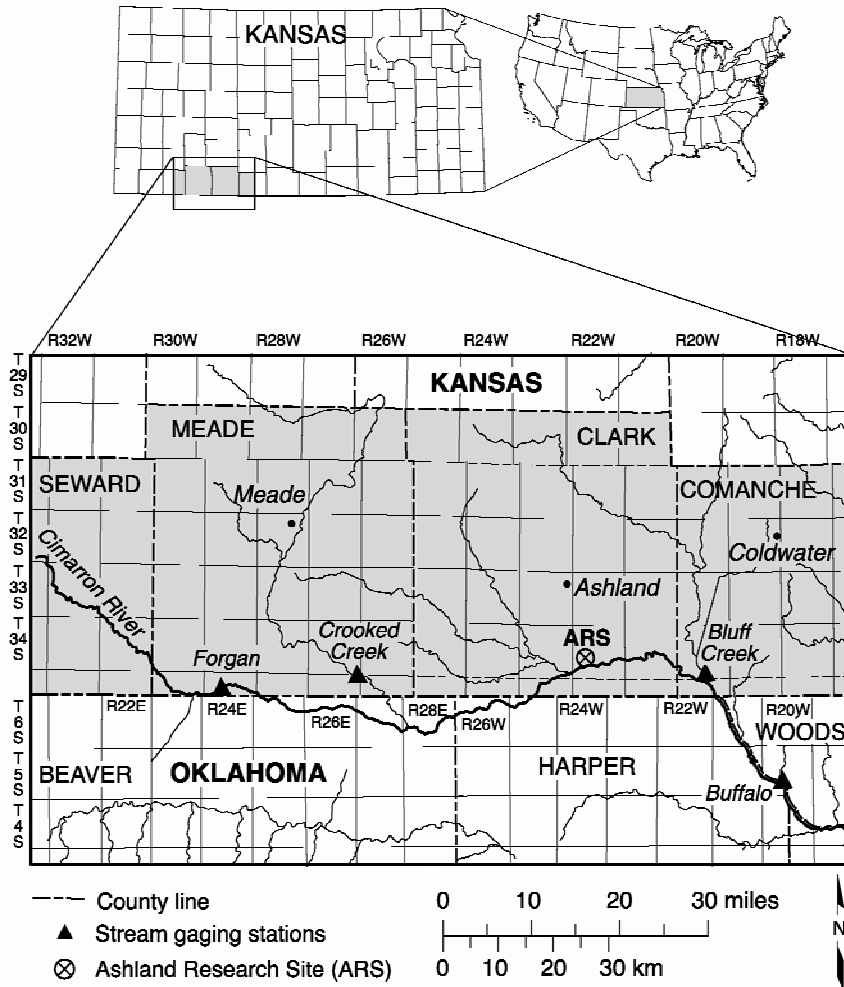 KANSAS
R32W R30W R28W R26W R24W R22W R20W R18W
T
29
S
KANSAS
T
30
S
MEADE
CLARK
T
31
S
SEWARD
Meade
COMANCHE
T
32
S
Cimarron River
Coldwater
T
33
S
Ashland
T
34
S
Forgan
Crooked
Creek
ARS
Bluff
Creek
R22E R24E R26E R28E R26W R24W R22W R20W
T
6
S
WOODS
T
5
S
BEAVER
OKLAHOMA
HARPER
Buffalo
T
4
S
County line
Stream gaging stations
Ashland Research Site (ARS)
0 10 20 30 miles
0 10 20 30 km
N